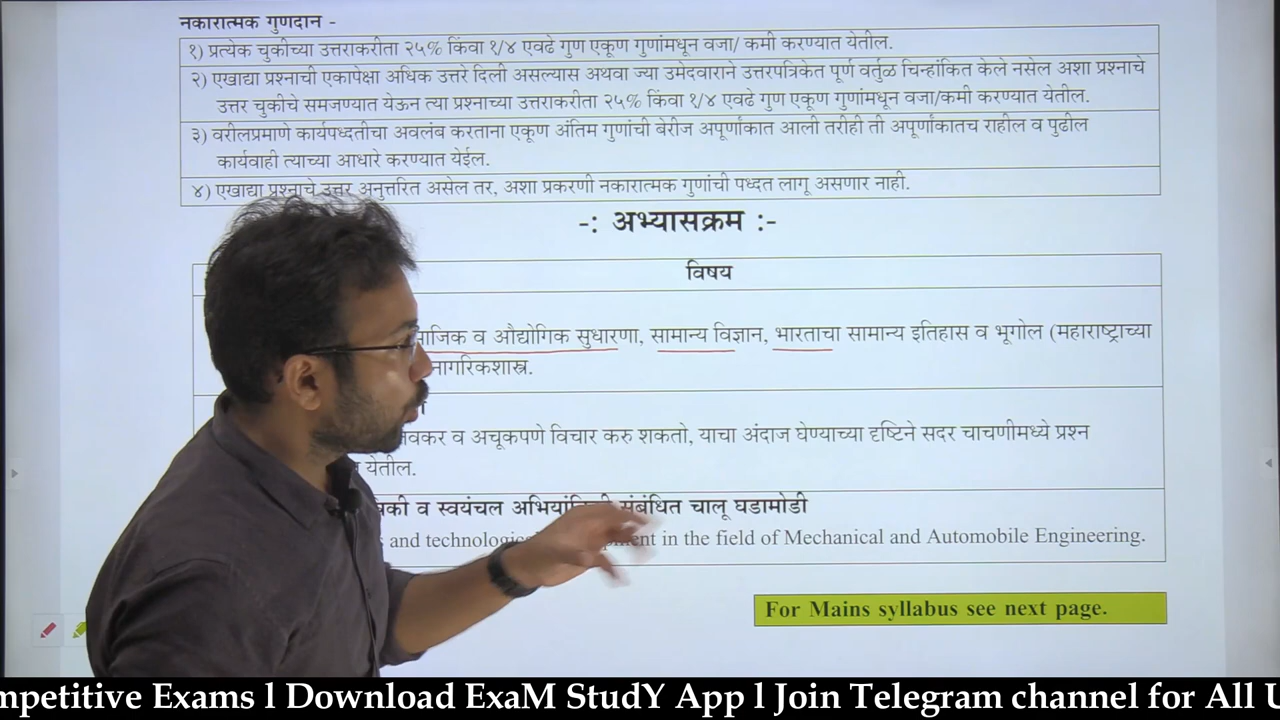 नकारात्मक गुणदान -
१) प्रत्येक चुकीच्या उत्तराकरीता २५% किंवा १/४ एवढे गुण एकूण गुणांमधून वजा/ कमी करण्यात येतील.
२) एखाद्या प्रश्नाची एकापेक्षा अधिक उत्तरे दिली असल्यास अथवा ज्या उमेदवाराने उत्तरपत्रिकेत पूर्ण वर्तुळ चिन्हांकित केले नसेल अशा प्रश्नाचे
उत्तर चुकीचे समजण्यात येऊन त्या प्रश्नाच्या उत्तराकरीता २५% किंवा १/४ एवढे गुण एकूण गुणांमधून वजा/कमी करण्यात येतील.
३) वरीलप्रमाणे कार्यपध्दतीचा अवलंब करताना एकूण अंतिम गुणांची बेरीज अपूर्णांकात आली तरीही ती अपूर्णांकातच राहील व पुढील
कार्यवाही त्याच्या आधारे करण्यात येईल.
४) एखाद्या प्रश्नाचे उत्तर अनुत्तरित असेल तर, अशा प्रकरणी नकारात्मक गुणांची पध्दत लागू असणार नाही.
-: अभ्यासक्रम :-
विषय
व औद्योगिक सुधारणा, सामान्य विज्ञान, भारताचा सामान्य इतिहास व भूगोल (महाराष्ट्राच्या
नागरिकशास्त्र.
व अचूकपणे विचार करु शकतो, याचा अंदाज घेण्याच्या दृष्टिने सदर चाचणीमध्ये प्रश्न
येतील.
व स्वयंचल अभियांत्रिकी संबंधित चालू घडामोडी
and in the field of Mechanical and Automobile Engineering.
For Mains syllabus see next page.
Exams l Download ExaM StudY App l Join Telegram channel for All